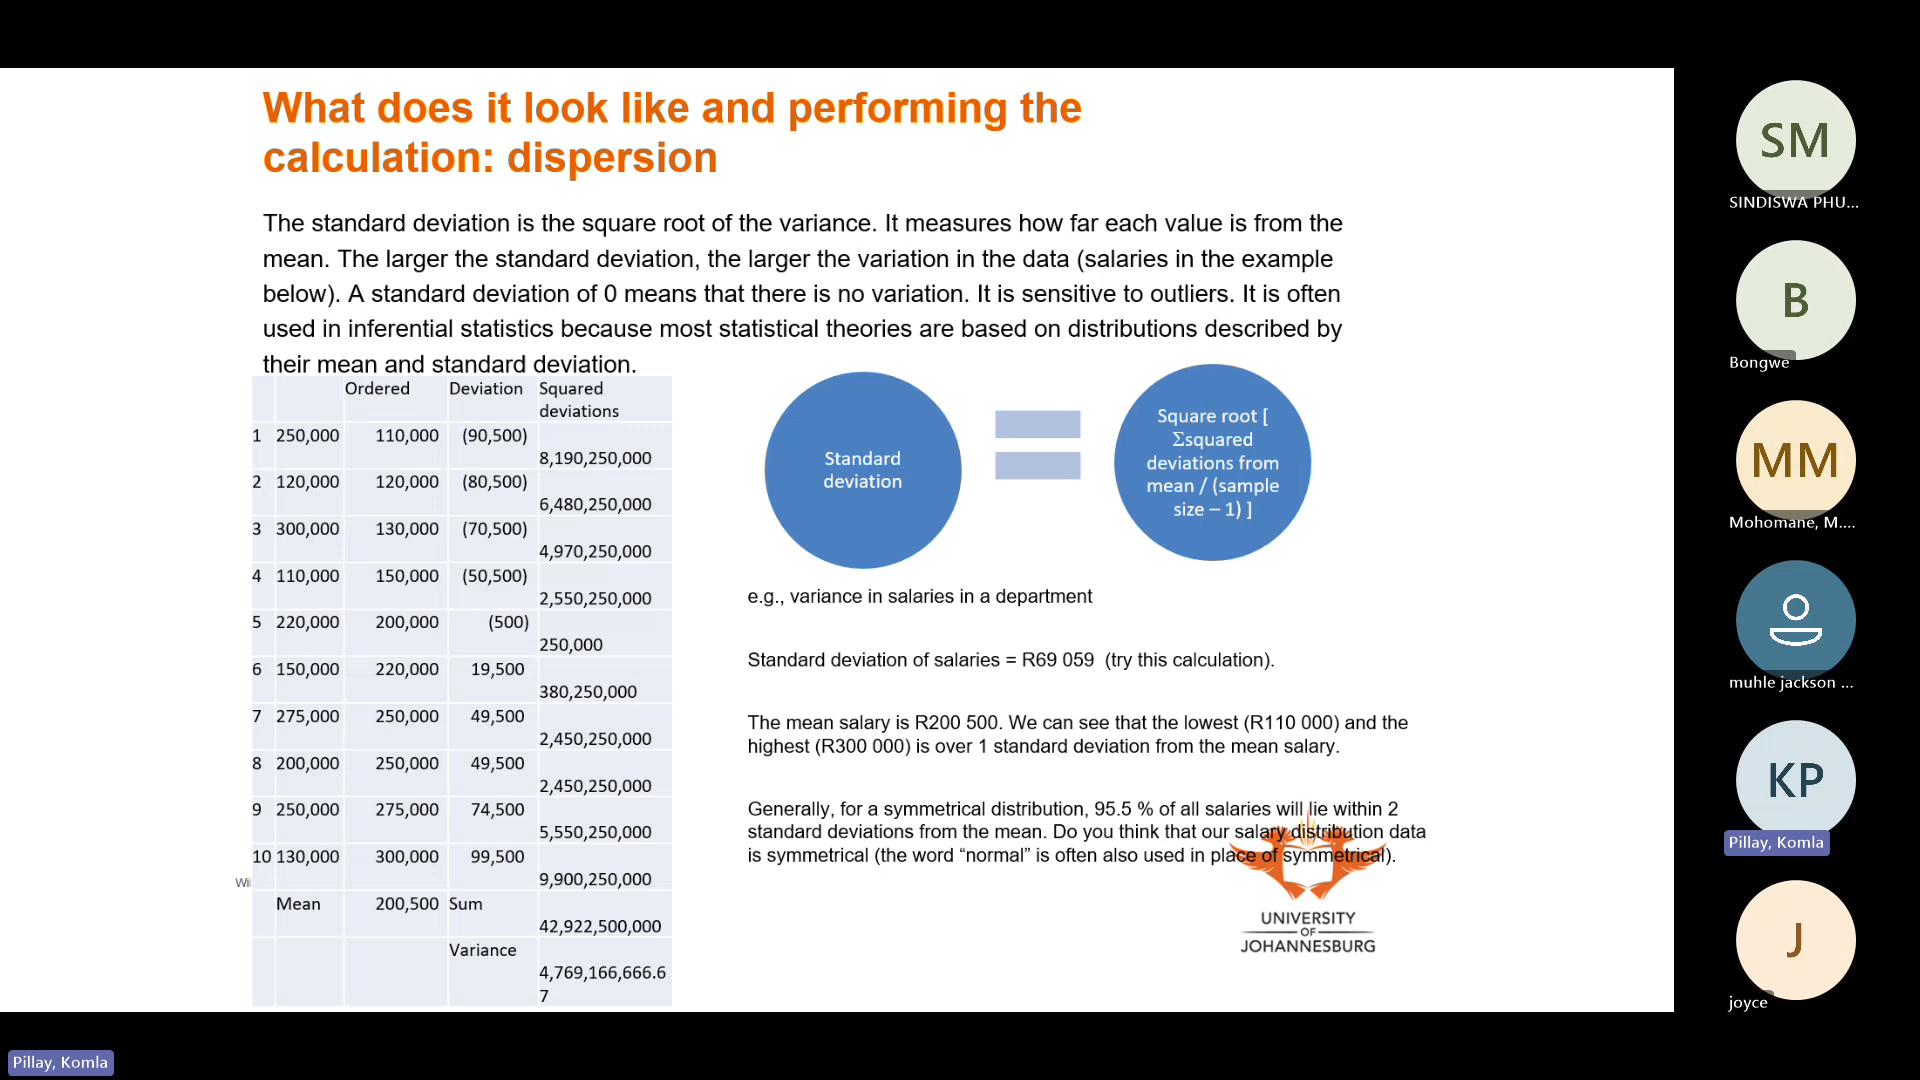 What does it look like and performing the
calculation: dispersion
The standard deviation is the square root of the variance. It measures how far each value is from the
mean. The larger the standard deviation, the larger the variation in the data (salaries in the example
below). A standard deviation of 0 means that there is no variation. It is sensitive to outliers. It is often
used in inferential statistics because most statistical theories are based on distributions described by
their mean and standard deviation.
Ordered Deviation Squared
deviations
1 250,000 110,000 (90,500)
8,190,250,000
2 120,000 120,000 (80,500)
6,480,250,000
3 300,000 130,000 (70,500)
4,970,250,000
4 110,000 150,000 (50,500)
2,550,250,000
5 220,000 200,000 (500)
250,000
6 150,000 220,000 19,500
380,250,000
7 275,000 250,000 49,500
2,450,250,000
8 200,000 250,000 49,500
2,450,250,000
9 250,000 275,000 74,500
5,550,250,000
10 130,000 300,000 99,500
9,900,250,000
Mean 200,500 Sum
42,922,500,000
Variance
4,769,166,666.6
7
Wi
Standard
deviation
Square root [
Σsquared
deviations from
mean / (sample
size – 1) ]
e.g., variance in salaries in a department
Standard deviation of salaries = R69 059 (try this calculation).
The mean salary is R200 500. We can see that the lowest (R110 000) and the
highest (R300 000) is over 1 standard deviation from the mean salary.
Generally, for a symmetrical distribution, 95.5 % of all salaries will lie within 2
standard deviations from the mean. Do you think that our salary distribution data
is symmetrical (the word “normal” is often also used in place of symmetrical).
UNIVERSITY
OF
JOHANNESBURG
SM
SINDISWA PHU...
B
Bongwe
MM
Mohomane, M....
muhle jackson ...
KP
Pillay, Komla
J
joyce
Pillay, Komla